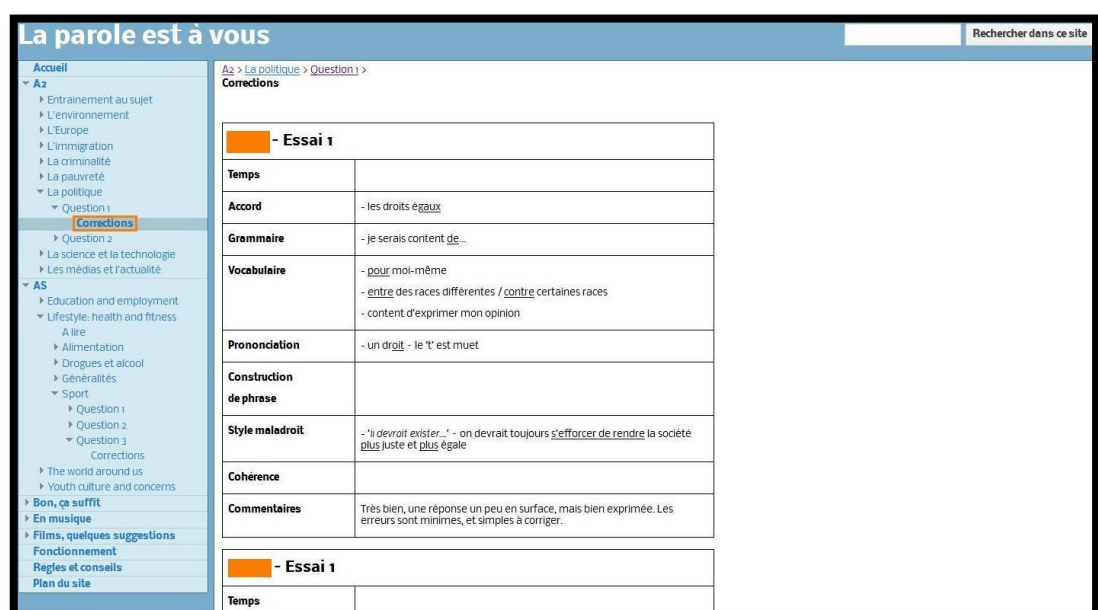 La parole est à vous
Rechercher dans ce site
Accueil
A2
Entrainement au sujet
L'environnement
L'Europe
L'immigration
La criminalité
La pauvreté
La politique
Question 1
Corrections
Question 2
La science et la technologie
Les médias et l'actualité
AS
Education and employment
Lifestyle: health and fitness
A lire
Alimentation
Drogues et alcool
Généralités
Sport
Question 1
Question 2
Question 3
Corrections
The world around us
Youth culture and concerns
Bon, ça suffit
En musique
Films, quelques suggestions
Fonctionnement
Règles et conseils
Plan du site
A2 > La politique > Question 1 >
Corrections
- Essai 1
Temps
Accord
- les droits égaux
Grammaire
- je serais content de...
Vocabulaire
- pour moi-même
- entre des races différentes / contre certaines races
- content d'exprimer mon opinion
Prononciation
- un droit - le 't' est muet
Construction
de phrase
Style maladroit
- 'il devrait exister...' - on devrait toujours s'efforcer de rendre la société
plus juste et plus égale
Cohérence
Commentaires
Très bien, une réponse un peu en surface, mais bien exprimée. Les
erreurs sont minimes, et simples à corriger.
- Essai 1
Temps